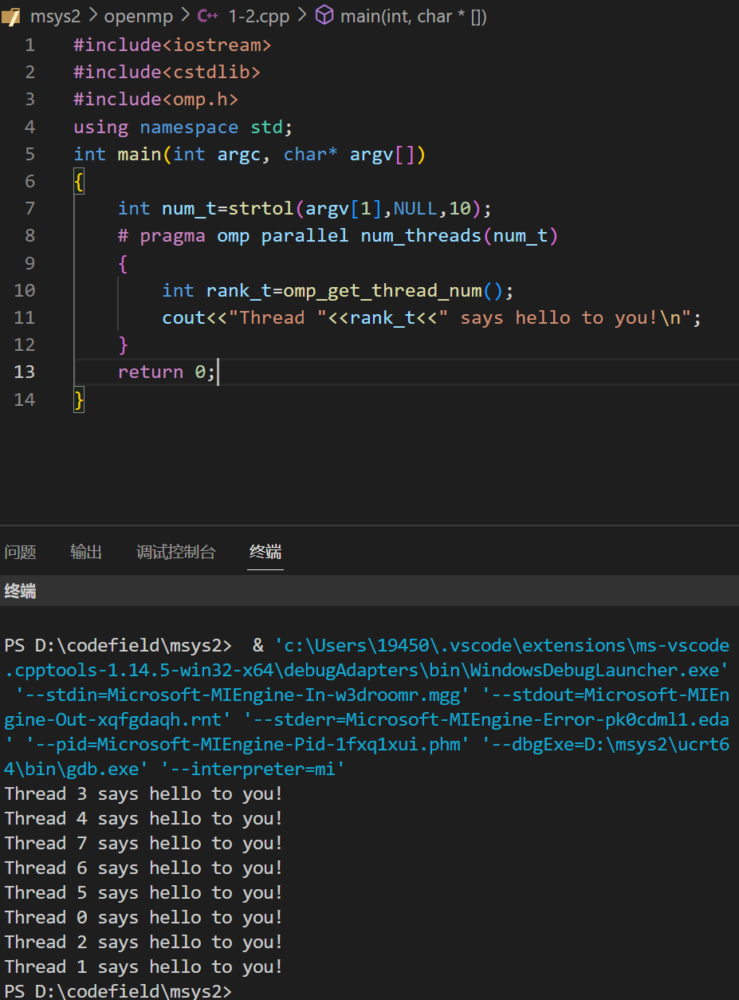 msys2 > openmp > C++ 1-2.cpp > main(int, char * [])
1 #include<iostream>
2 #include<cstdlib>
3 #include<omp.h>
4 using namespace std;
5 int main(int argc, char* argv[])
6 {
7 int num_t=strtol(argv[1],NULL,10);
8 # pragma omp parallel num_threads(num_t)
9 {
10 int rank_t=omp_get_thread_num();
11 cout<<"Thread "<<rank_t<<" says hello to you!\n";
12 }
13 return 0;
14 }
问题 输出 调试控制台 终端
终端
PS D:\codefield\msys2> & 'c:\Users\19450\.vscode\extensions\ms-vscode
.cpptools-1.14.5-win32-x64\debugAdapters\bin\WindowsDebugLauncher.exe'
'--stdin=Microsoft-MIEngine-In-w3droomr.mgg' '--stdout=Microsoft-MIEn
gine-Out-xqfgdaqh.rnt' '--stderr=Microsoft-MIEngine-Error-pk0cdml1.eda
' '--pid=Microsoft-MIEngine-Pid-1fxq1xui.phm' '--dbgExe=D:\msys2\ucrt6
4\bin\gdb.exe' '--interpreter=mi'
Thread 3 says hello to you!
Thread 4 says hello to you!
Thread 7 says hello to you!
Thread 6 says hello to you!
Thread 5 says hello to you!
Thread 0 says hello to you!
Thread 2 says hello to you!
Thread 1 says hello to you!
PS D:\codefield\msys2>